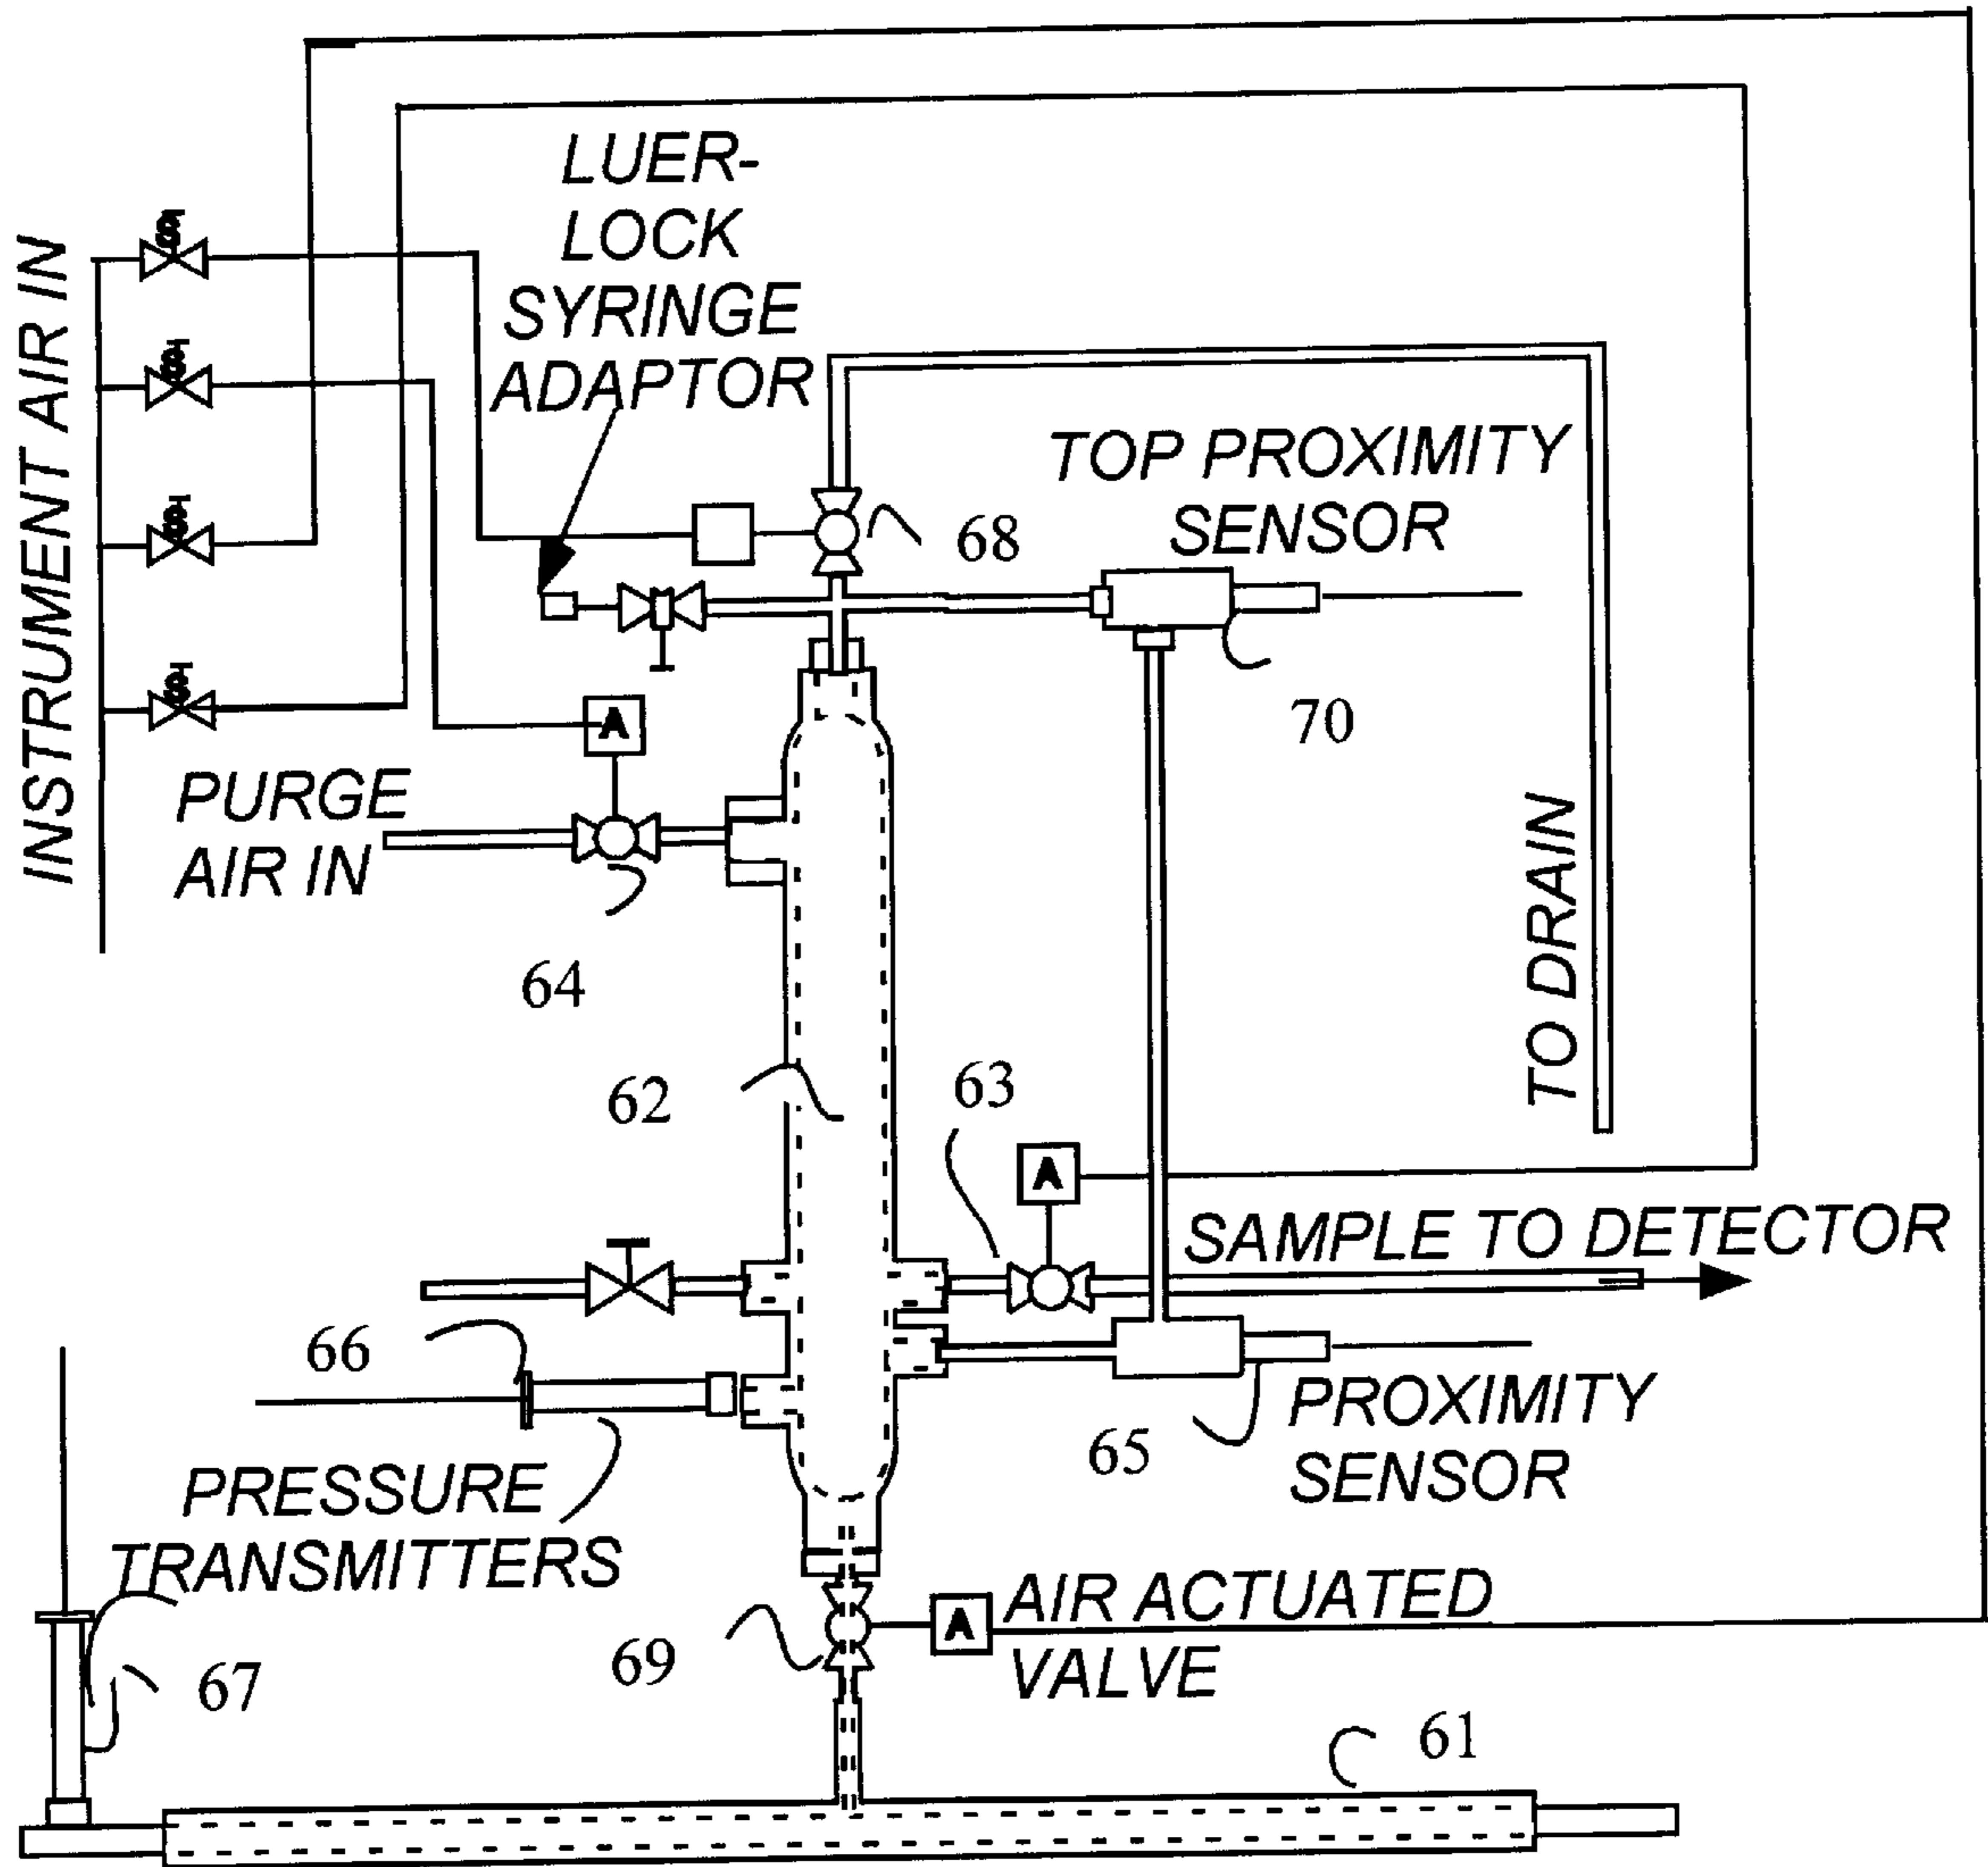 LUER-
LOCK
SYRINGE
ADAPTOR
INSTRUMENT AIR IN
S
S
S
S
TOP PROXIMITY
SENSOR
68
70
A
PURGE
AIR IN
64
TO DRAIN
62
63
A
SAMPLE TO DETECTOR
66
65
PROXIMITY
SENSOR
PRESSURE
TRANSMITTERS
67
69
A
AIR ACTUATED
VALVE
61